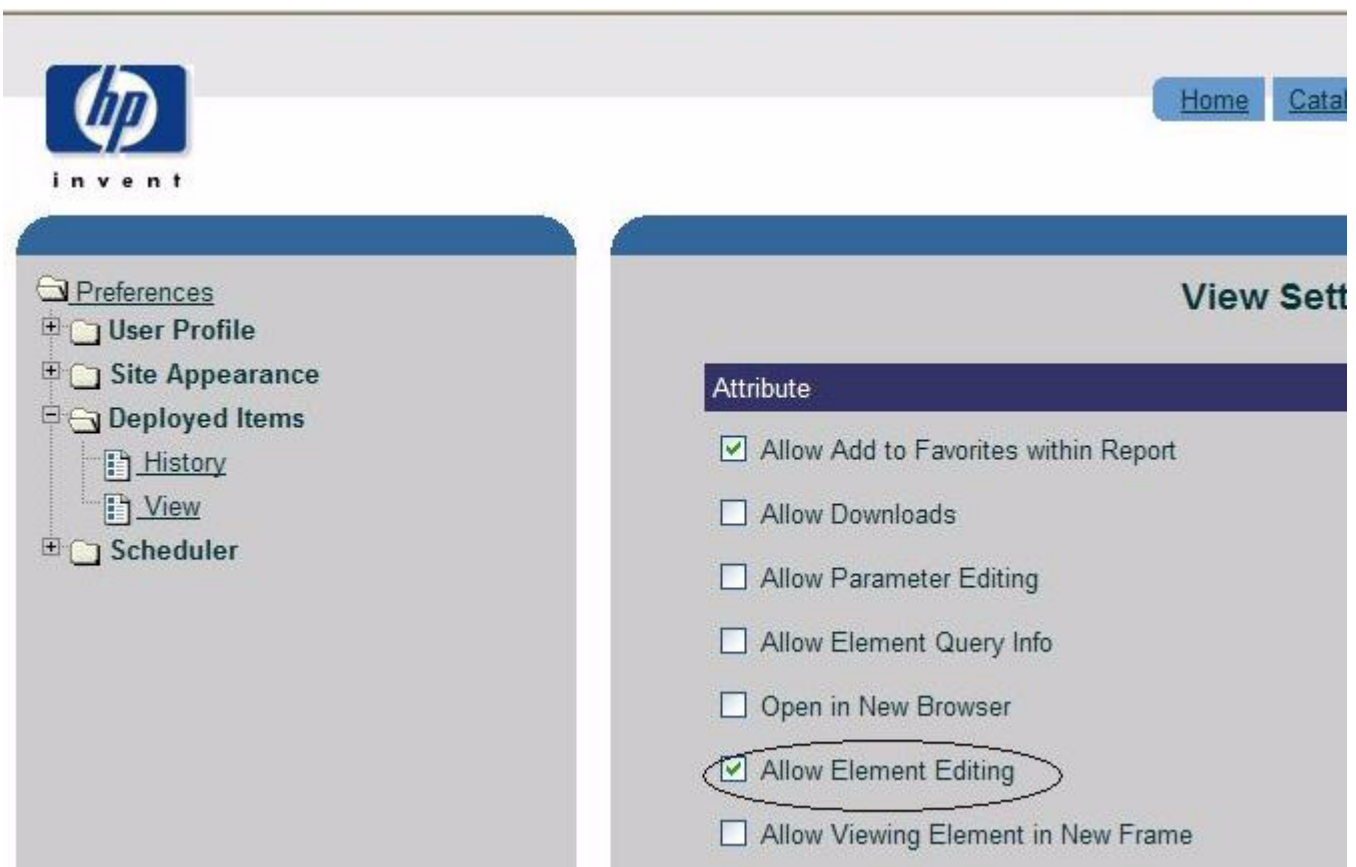 hp
invent
Home
Preferences
User Profile
Site Appearance
Deployed Items
History
View
Scheduler
View
Attribute
Allow Add to Favorites within Report
Allow Downloads
Allow Parameter Editing
Allow Element Query Info
Open in New Browser
Allow Element Editing
Allow Viewing Element in New Frame